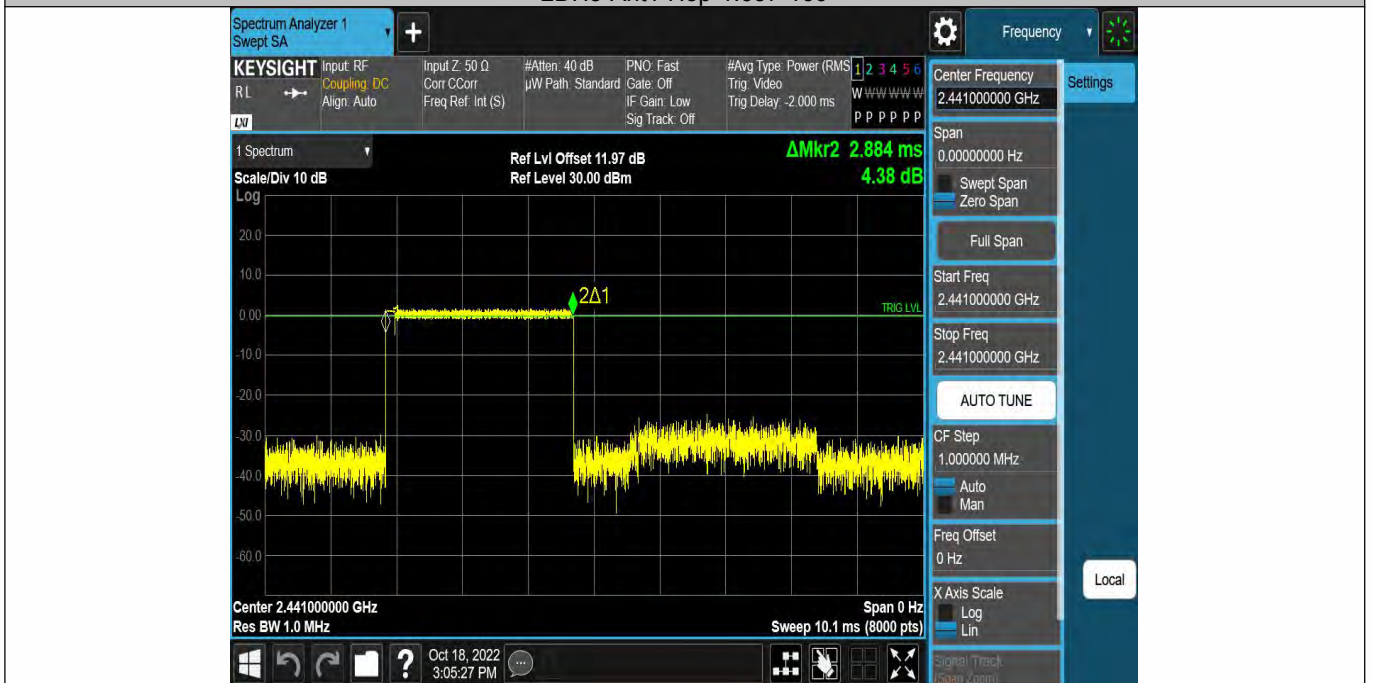 Spectrum Analyzer 1
Swept SA
+
Frequency
KEYSIGHT
RL
LXI
Input: RF
Coupling: DC
Align: Auto
Input Z: 50 Ω
Corr CCorr
Freq Ref: Int (S)
#Atten: 40 dB
µW Path: Standard
PNO: Fast
Gate: Off
IF Gain: Low
Sig Track: Off
#Avg Type: Power (RMS
Trig: Video
Trig Delay: -2.000 ms
1 2 3 4 5 6
W W W W W W
P P P P P P
1 Spectrum
Scale/Div 10 dB
Ref Lvl Offset 11.97 dB
Ref Level 30.00 dBm
ΔMkr2 2.884 ms
4.38 dB
Log
20.0
10.0
0.00
-10.0
-20.0
-30.0
-40.0
-50.0
-60.0
2Δ1
TRIG LVL
Center 2.441000000 GHz
Res BW 1.0 MHz
Span 0 Hz
Sweep 10.1 ms (8000 pts)
Center Frequency
2.441000000 GHz
Settings
Span
0.00000000 Hz
Swept Span
Zero Span
Full Span
Start Freq
2.441000000 GHz
Stop Freq
2.441000000 GHz
AUTO TUNE
CF Step
1.000000 MHz
Auto
Man
Freq Offset
0 Hz
X Axis Scale
Log
Lin
Signal Track
(Span Zoom)
Local
?
Oct 18, 2022
3:05:27 PM